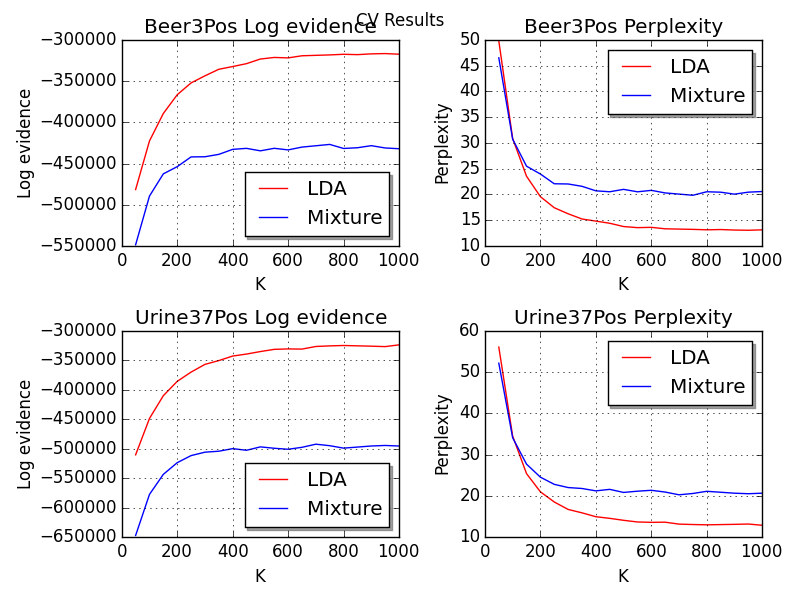 CV Results
Beer3Pos Log evidence
Log evidence
−300000
−350000
−400000
−450000
−500000
−550000
0 200 400 600 800 1000
K
LDA
Mixture
Beer3Pos Perplexity
Perplexity
50
45
40
35
30
25
20
15
10
0 200 400 600 800 1000
K
LDA
Mixture
Urine37Pos Log evidence
Log evidence
−300000
−350000
−400000
−450000
−500000
−550000
−600000
−650000
0 200 400 600 800 1000
K
LDA
Mixture
Urine37Pos Perplexity
Perplexity
60
50
40
30
20
10
0 200 400 600 800 1000
K
LDA
Mixture